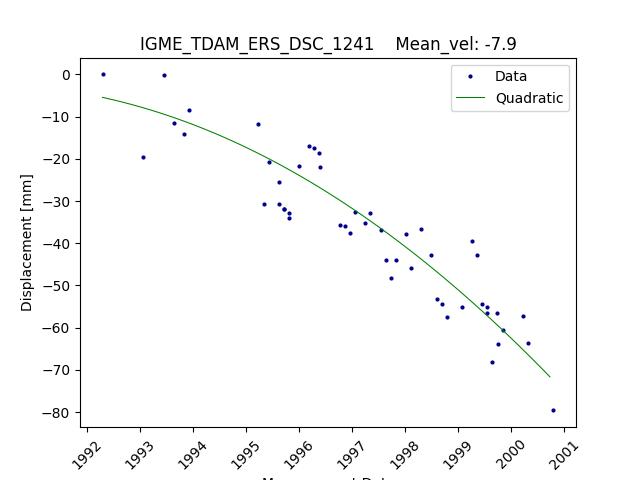 IGME_TDAM_ERS_DSC_1241    Mean_vel: -7.9
Data
Quadratic
Displacement [mm]
0
−10
−20
−30
−40
−50
−60
−70
−80
1992 1993 1994 1995 1996 1997 1998 1999 2000 2001